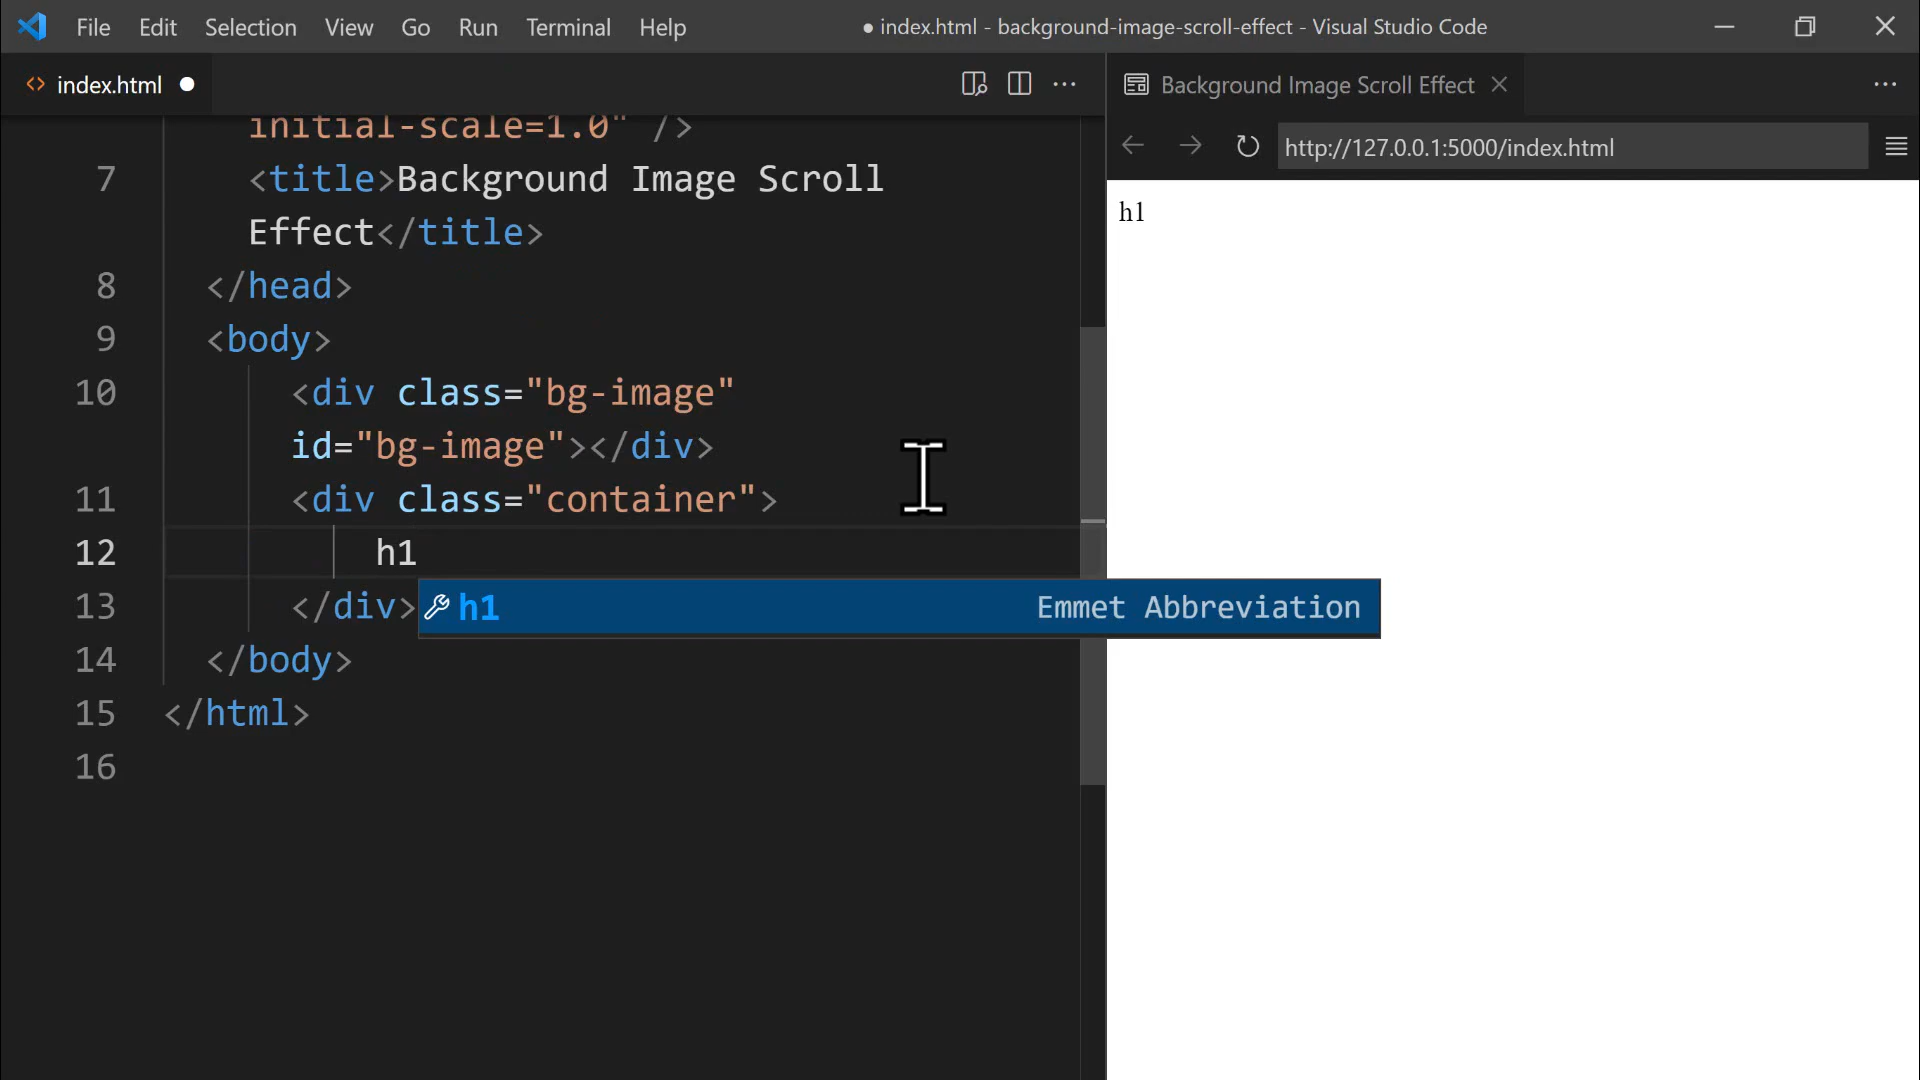 File Edit Selection View Go Run Terminal Help ● index.html - background-image-scroll-effect - Visual Studio Code
index.html
Background Image Scroll Effect
http://127.0.0.1:5000/index.html
initial-scale=1.0" />
7 <title>Background Image Scroll
Effect</title>
8 </head>
9 <body>
10 <div class="bg-image"
id="bg-image"></div>
11 <div class="container">
12 h1
13 </div>
h1 Emmet Abbreviation
14 </body>
15 </html>
16
h1